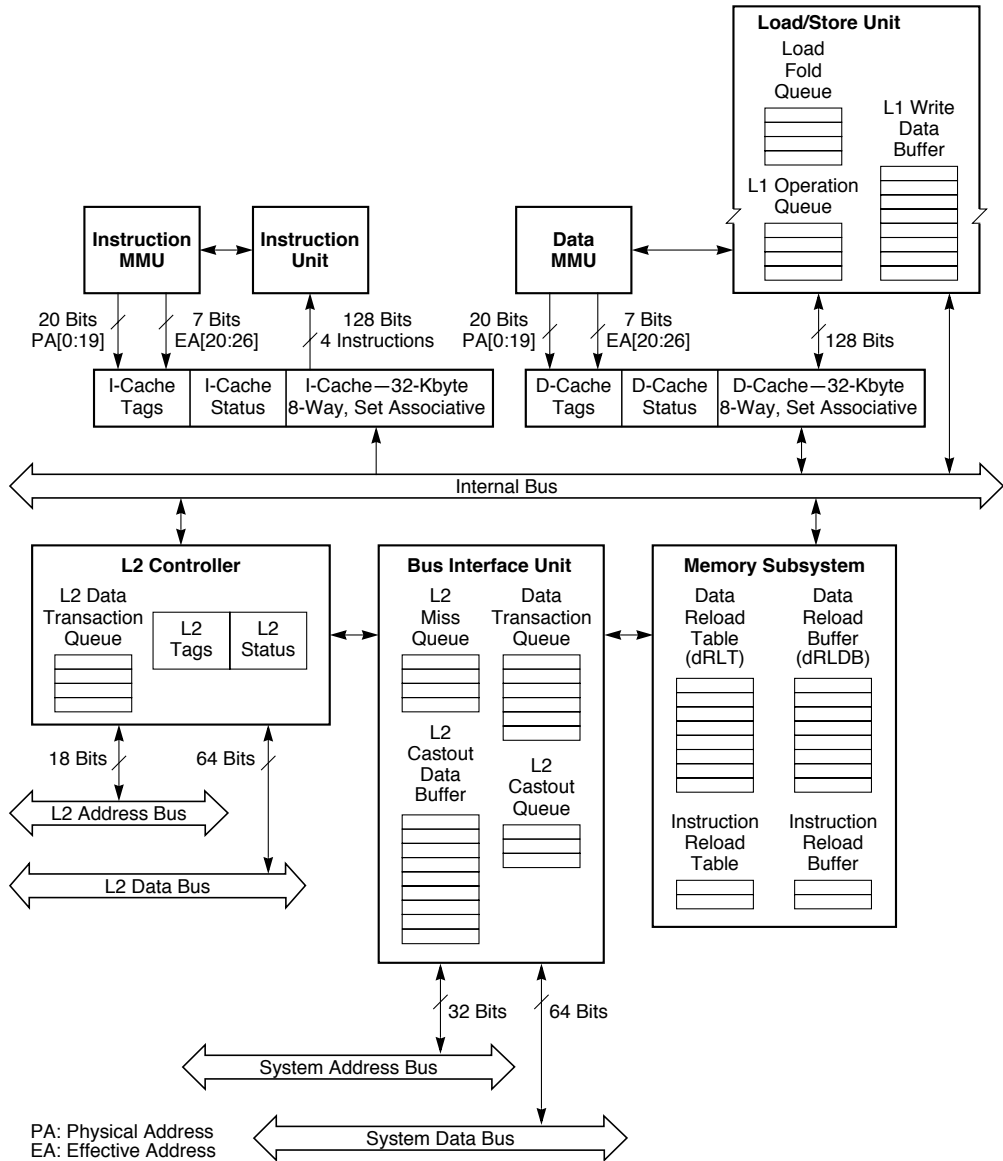 Load/Store Unit
Load
Fold
Queue
L1 Write
Data
Buffer
L1 Operation
Queue
Instruction
MMU
Instruction
Unit
Data
MMU
20 Bits
PA[0:19]
7 Bits
EA[20:26]
128 Bits
4 Instructions
20 Bits
PA[0:19]
7 Bits
EA[20:26]
128 Bits
I-Cache
Tags
I-Cache
Status
I-Cache—32-Kbyte
8-Way, Set Associative
D-Cache
Tags
D-Cache
Status
D-Cache—32-Kbyte
8-Way, Set Associative
Internal Bus
L2 Controller
L2 Data
Transaction
Queue
L2
Tags
L2
Status
18 Bits
64 Bits
L2 Address Bus
L2 Data Bus
Bus Interface Unit
L2
Miss
Queue
Data
Transaction
Queue
L2
Castout
Data
Buffer
L2
Castout
Queue
Memory Subsystem
Data
Reload
Table
(dRLT)
Data
Reload
Buffer
(dRLDB)
Instruction
Reload
Table
Instruction
Reload
Buffer
32 Bits
64 Bits
System Address Bus
System Data Bus
PA: Physical Address
EA: Effective Address